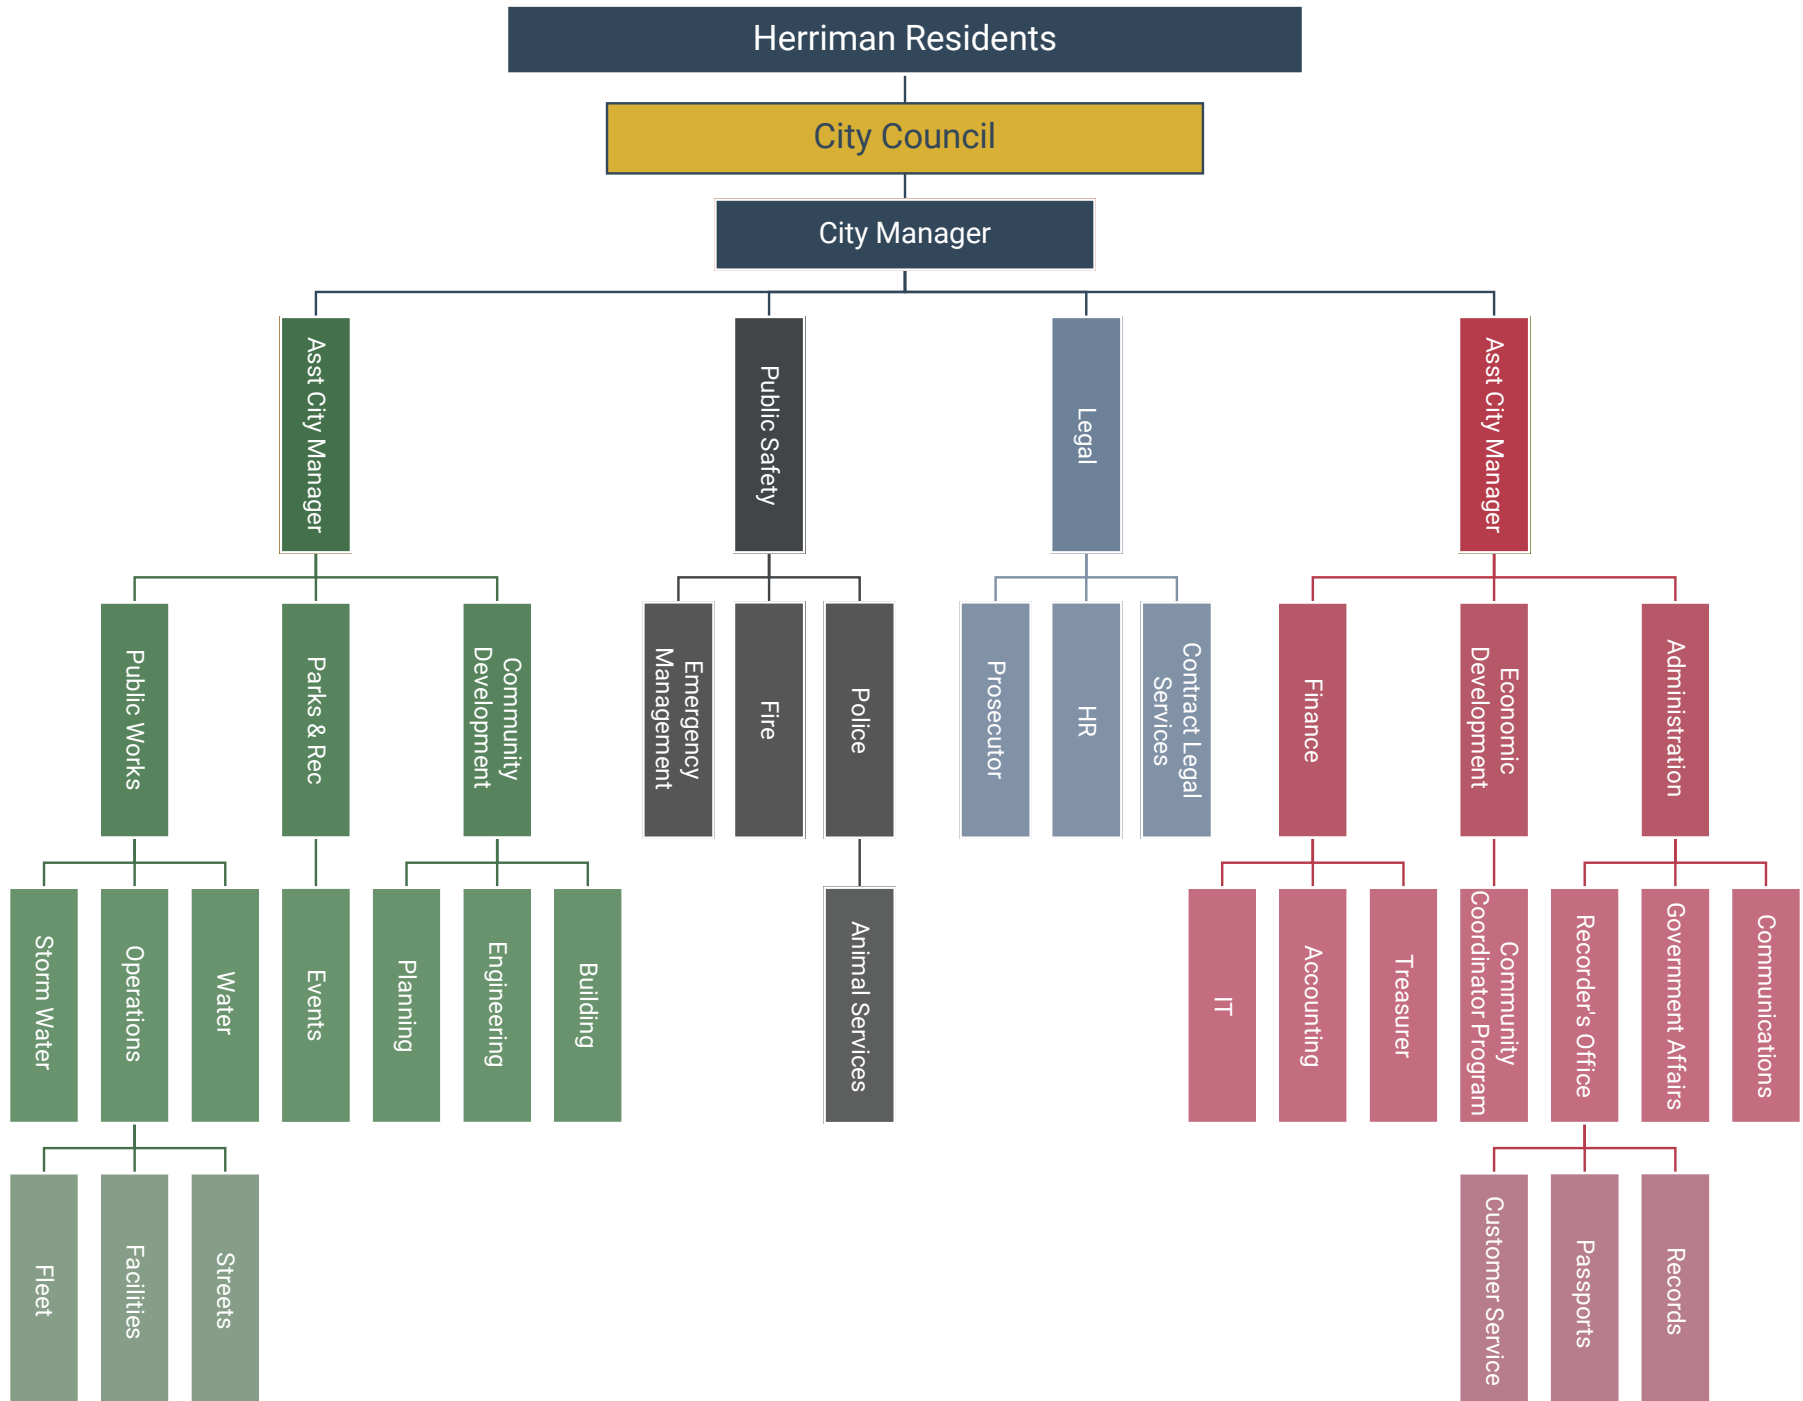 Herriman Residents
City Council
City Manager
Asst City Manager
Public Safety
Legal
Asst City Manager
Public Works
Parks & Rec
Community
Development
Emergency
Management
Fire
Police
Prosecutor
HR
Contract Legal
Services
Finance
Economic
Development
Administration
Storm Water
Operations
Water
Events
Planning
Engineering
Building
Animal Services
IT
Accounting
Treasurer
Community
Coordinator Program
Recorder's Office
Government Affairs
Communications
Fleet
Facilities
Streets
Customer Service
Passports
Records